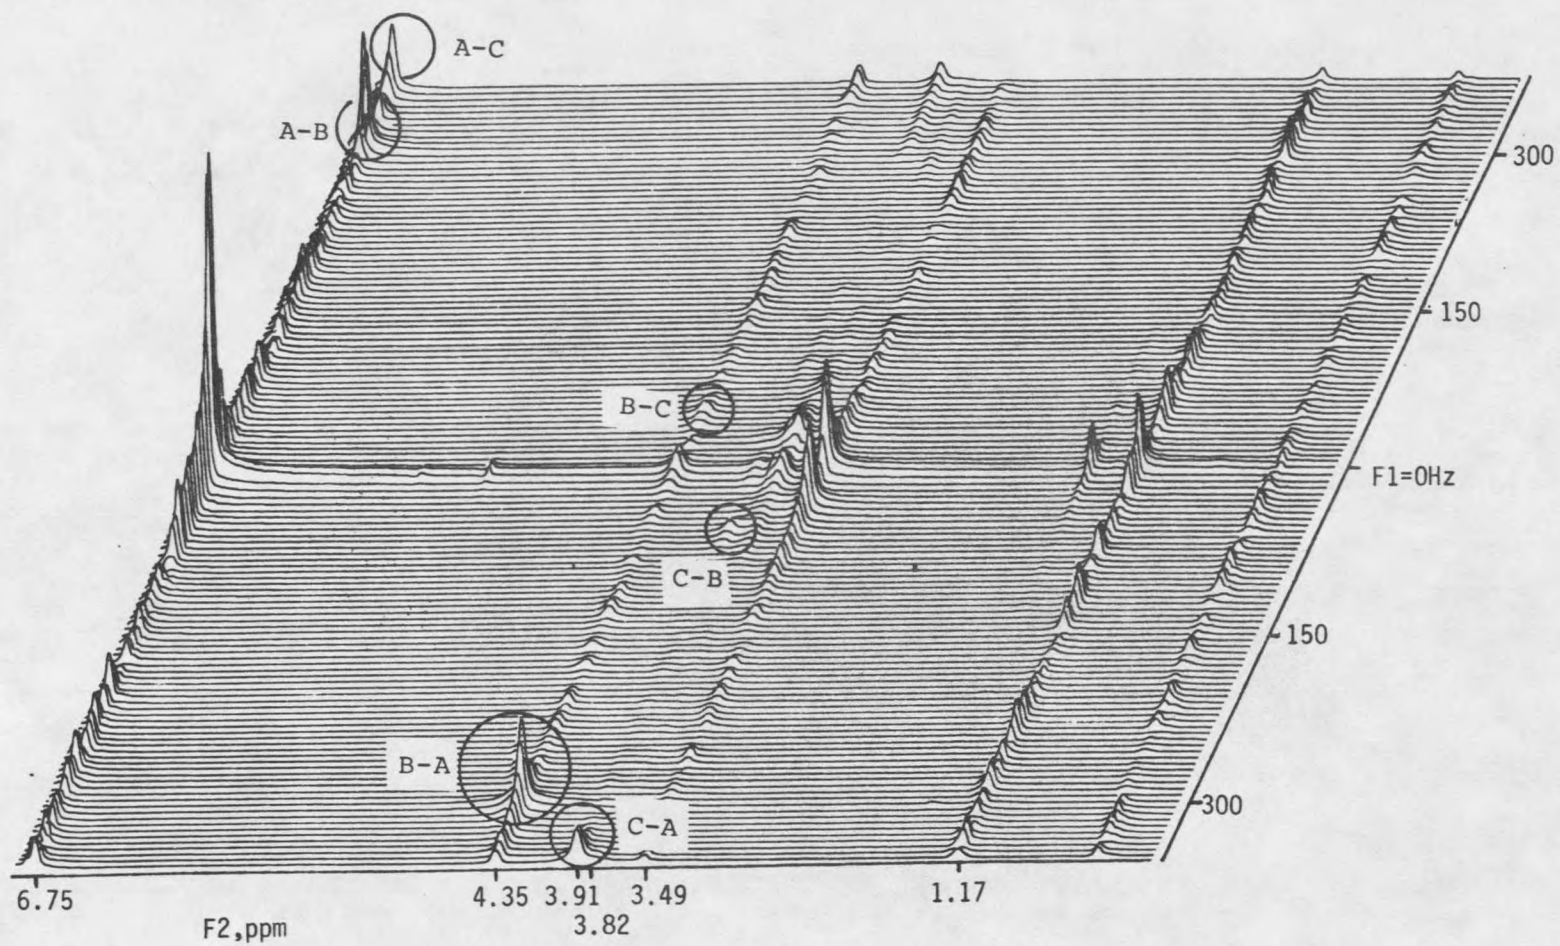 A-C
A-B
300
150
B-C
F1=0Hz
C-B
150
B-A
300
C-A
6.75 4.35 3.91 3.49 1.17
3.82
F2,ppm